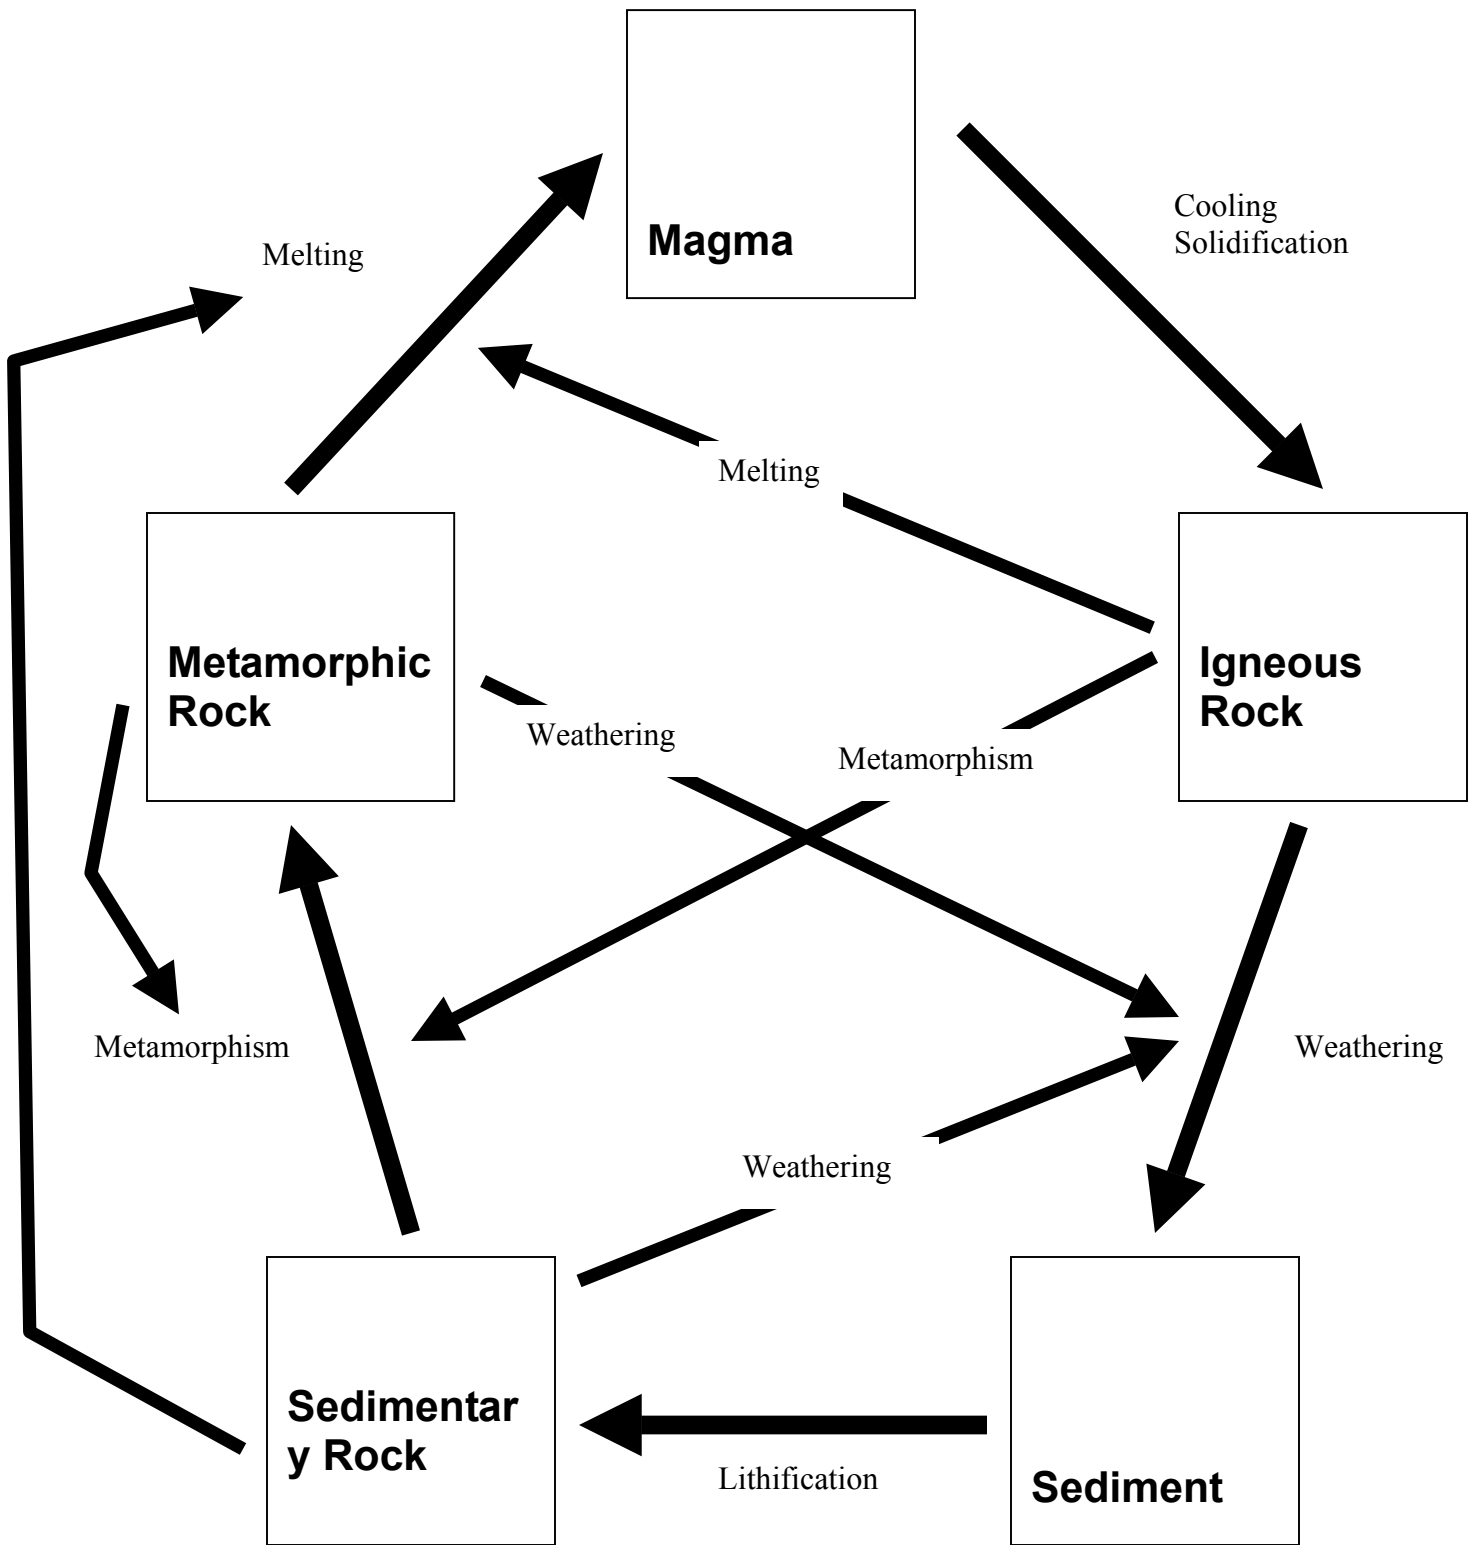 Magma
Cooling
Solidification
Melting
Melting
Metamorphic
Rock
Igneous
Rock
Weathering
Metamorphism
Metamorphism
Weathering
Weathering
Sedimentar
y Rock
Lithification
Sediment